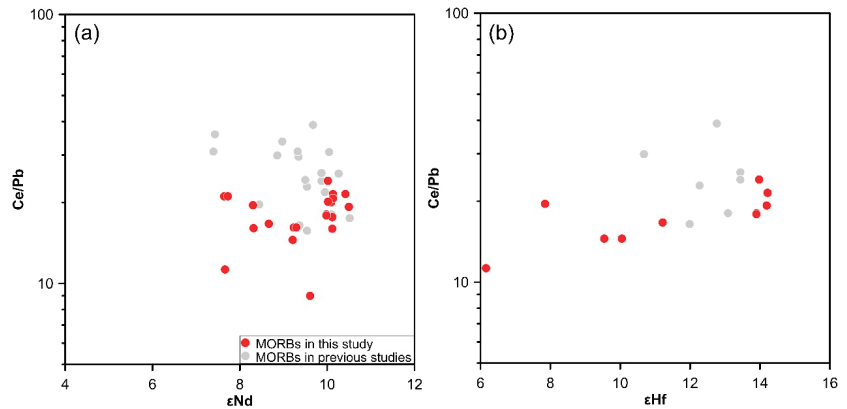 (a)
100
10
Ce/Pb
4 6 8 10 12
εNd
MORBs in this study
MORBs in previous studies
(b)
100
10
Ce/Pb
6 8 10 12 14 16
εHf